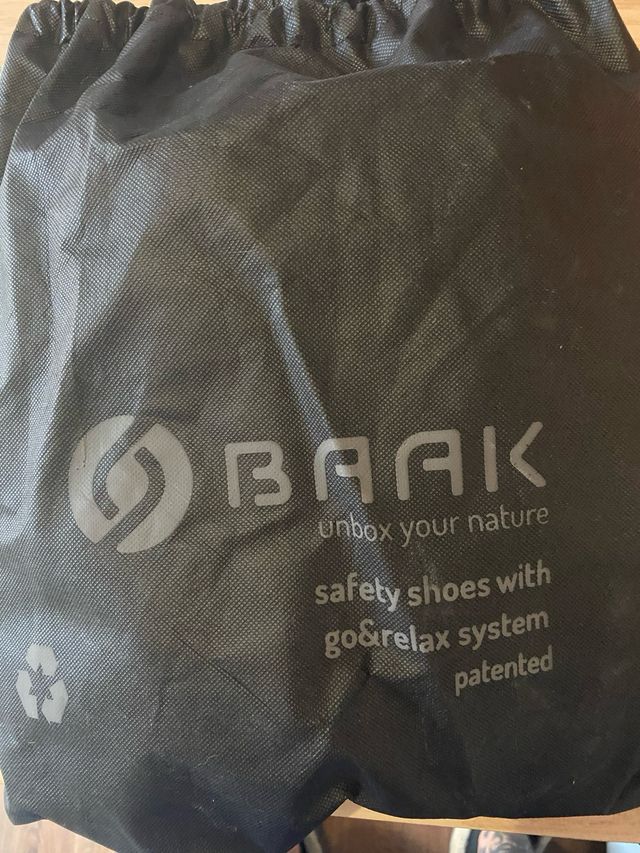 BAAK
unbox your nature
safety shoes with
go&relax system
patented